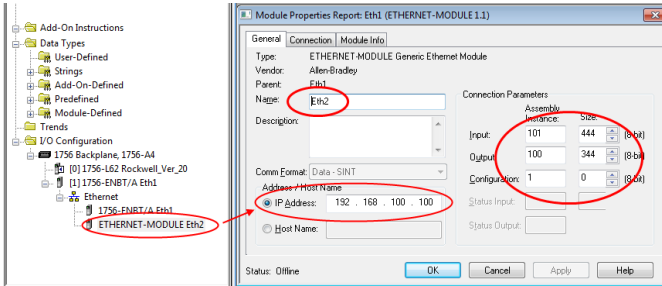 Add-On Instructions
Data Types
User-Defined
Strings
Add-On-Defined
Predefined
Module-Defined
Trends
I/O Configuration
1756 Backplane, 1756-A4
[0] 1756-L62 Rockwell_Ver_20
[1] 1756-ENBT/A Eth1
Ethernet
1756-ENBT/A Eth1
ETHERNET-MODULE Eth2
Module Properties Report: Eth1 (ETHERNET-MODULE 1.1)
General Connection Module Info
Type: ETHERNET-MODULE Generic Ethernet Module
Vendor: Allen-Bradley
Parent: Eth1
Name: Eth2
Description:
Comm Format: Data - SINT
Address / Host Name
IP Address: 192 . 168 . 100 . 100
Host Name:
Connection Parameters
Assembly
Instance: Size:
Input: 101 444 (8-bit)
Output: 100 344 (8-bit)
Configuration: 1 0 (8-bit)
Status Input:
Status Output:
Status: Offline
OK Cancel Apply Help